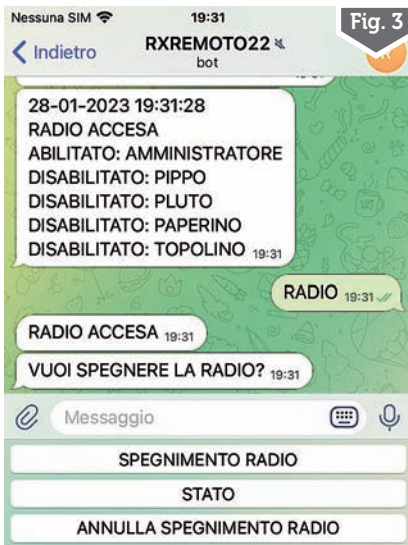 Nessuna SIM 19:31
Fig. 3
Indietro
RXREMOTO22
bot
28-01-2023 19:31:28
RADIO ACCESA
ABILITATO: AMMINISTRATORE
DISABILITATO: PIPPO
DISABILITATO: PLUTO
DISABILITATO: PAPERINO
DISABILITATO: TOPOLINO 19:31
RADIO 19:31
RADIO ACCESA 19:31
VUOI SPEGNERE LA RADIO? 19:31
Messaggio
SPEGNIMENTO RADIO
STATO
ANNULLA SPEGNIMENTO RADIO